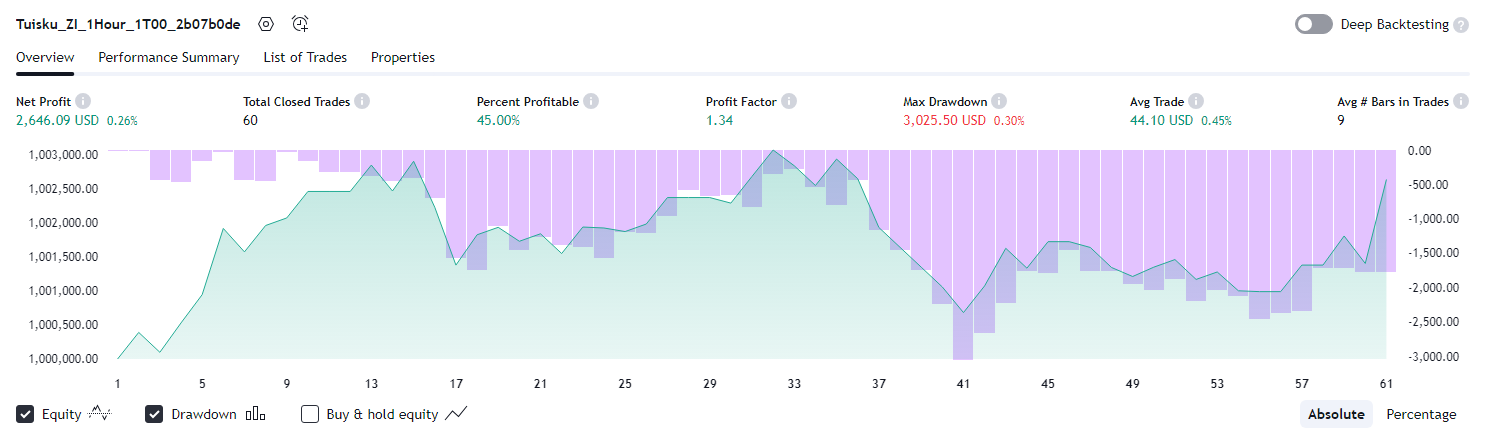 Tuisku_ZI_1Hour_1T00_2b07b0de Deep Backtesting ?
Overview Performance Summary List of Trades Properties
Net Profit i Total Closed Trades i Percent Profitable i Profit Factor i Max Drawdown i Avg Trade i Avg # Bars in Trades i
2,646.09 USD 0.26% 60 45.00% 1.34 3,025.50 USD 0.30% 44.10 USD 0.45% 9
1,003,000.00 0.00
1,002,500.00 -500.00
1,002,000.00 -1,000.00
1,001,500.00 -1,500.00
1,001,000.00 -2,000.00
1,000,500.00 -2,500.00
1,000,000.00 -3,000.00
1 5 9 13 17 21 25 29 33 37 41 45 49 53 57 61
Equity Drawdown Buy & hold equity Absolute Percentage